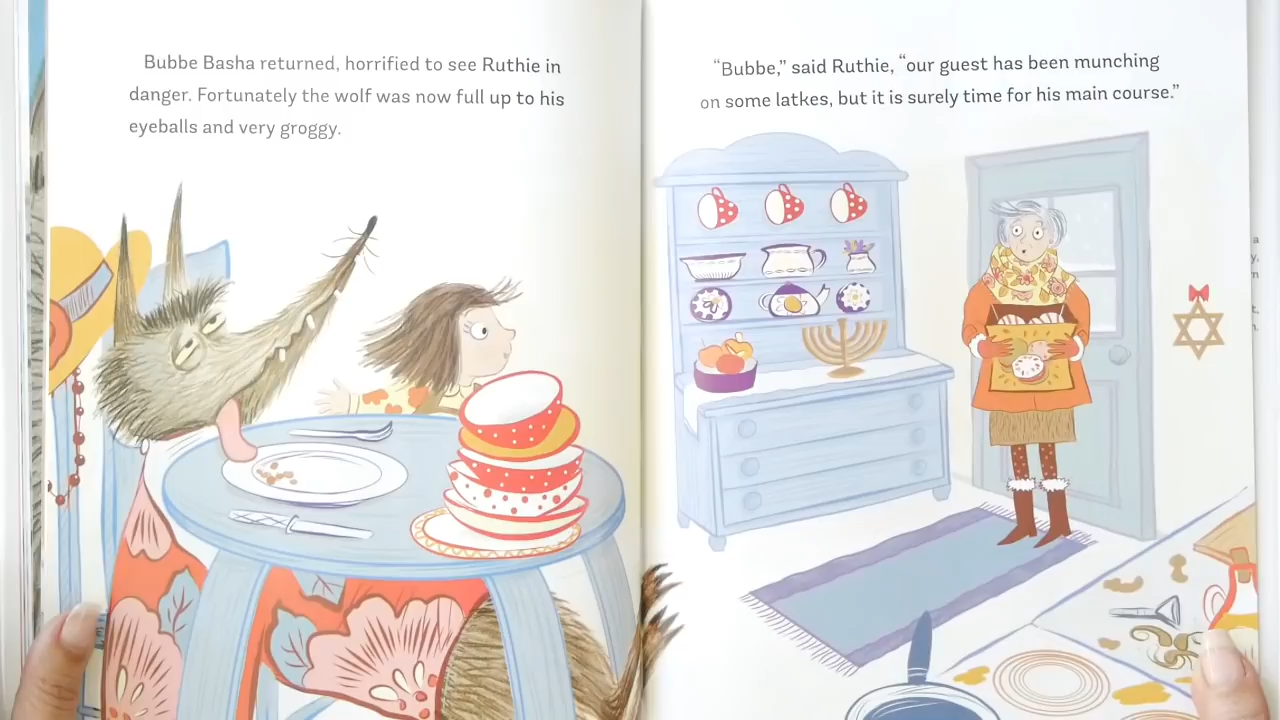 Bubbe Basha returned, horrified to see Ruthie in
danger. Fortunately the wolf was now full up to his
eyeballs and very groggy.
“Bubbe,” said Ruthie, “our guest has been munching
on some latkes, but it is surely time for his main course.”